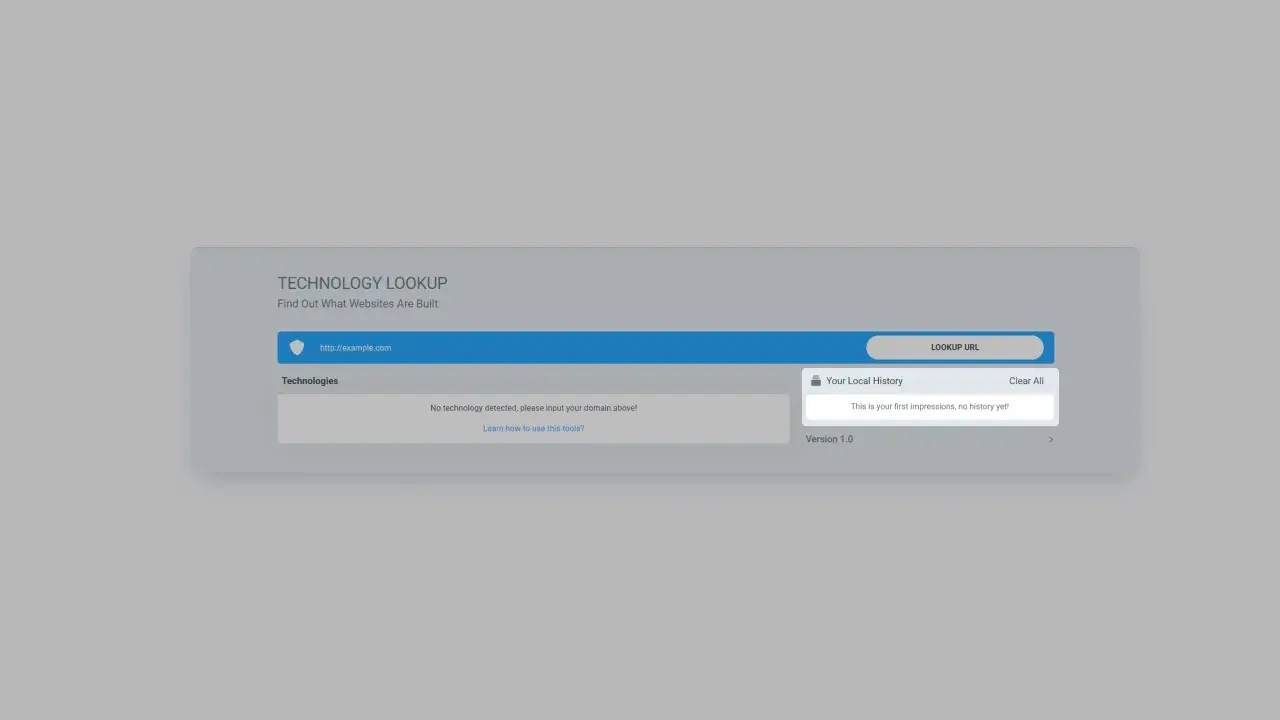 TECHNOLOGY LOOKUP
Find Out What Websites Are Built
http://example.com
LOOKUP URL
Technologies
No technology detected, please input your domain above!
Learn how to use this tools?
Your Local History
Clear All
This is your first impressions, no history yet!
Version 1.0